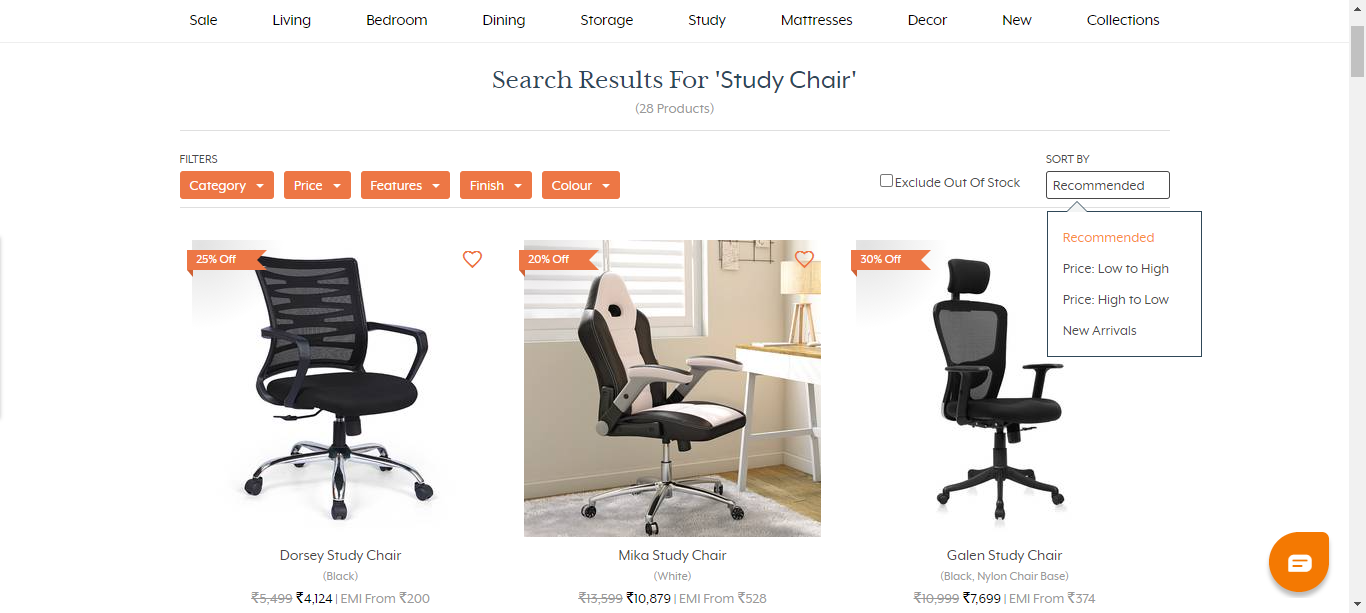 Sale Living Bedroom Dining Storage Study Mattresses Decor New Collections
Search Results For 'Study Chair'
(28 Products)
FILTERS
Category Price Features Finish Colour
Exclude Out Of Stock
SORT BY
Recommended
Recommended
Price: Low to High
Price: High to Low
New Arrivals
25% Off
20% Off
30% Off
Dorsey Study Chair
(Black)
₹5,499 ₹4,124 | EMI From ₹200
Mika Study Chair
(White)
₹13,599 ₹10,879 | EMI From ₹528
Galen Study Chair
(Black, Nylon Chair Base)
₹10,999 ₹7,699 | EMI From ₹374